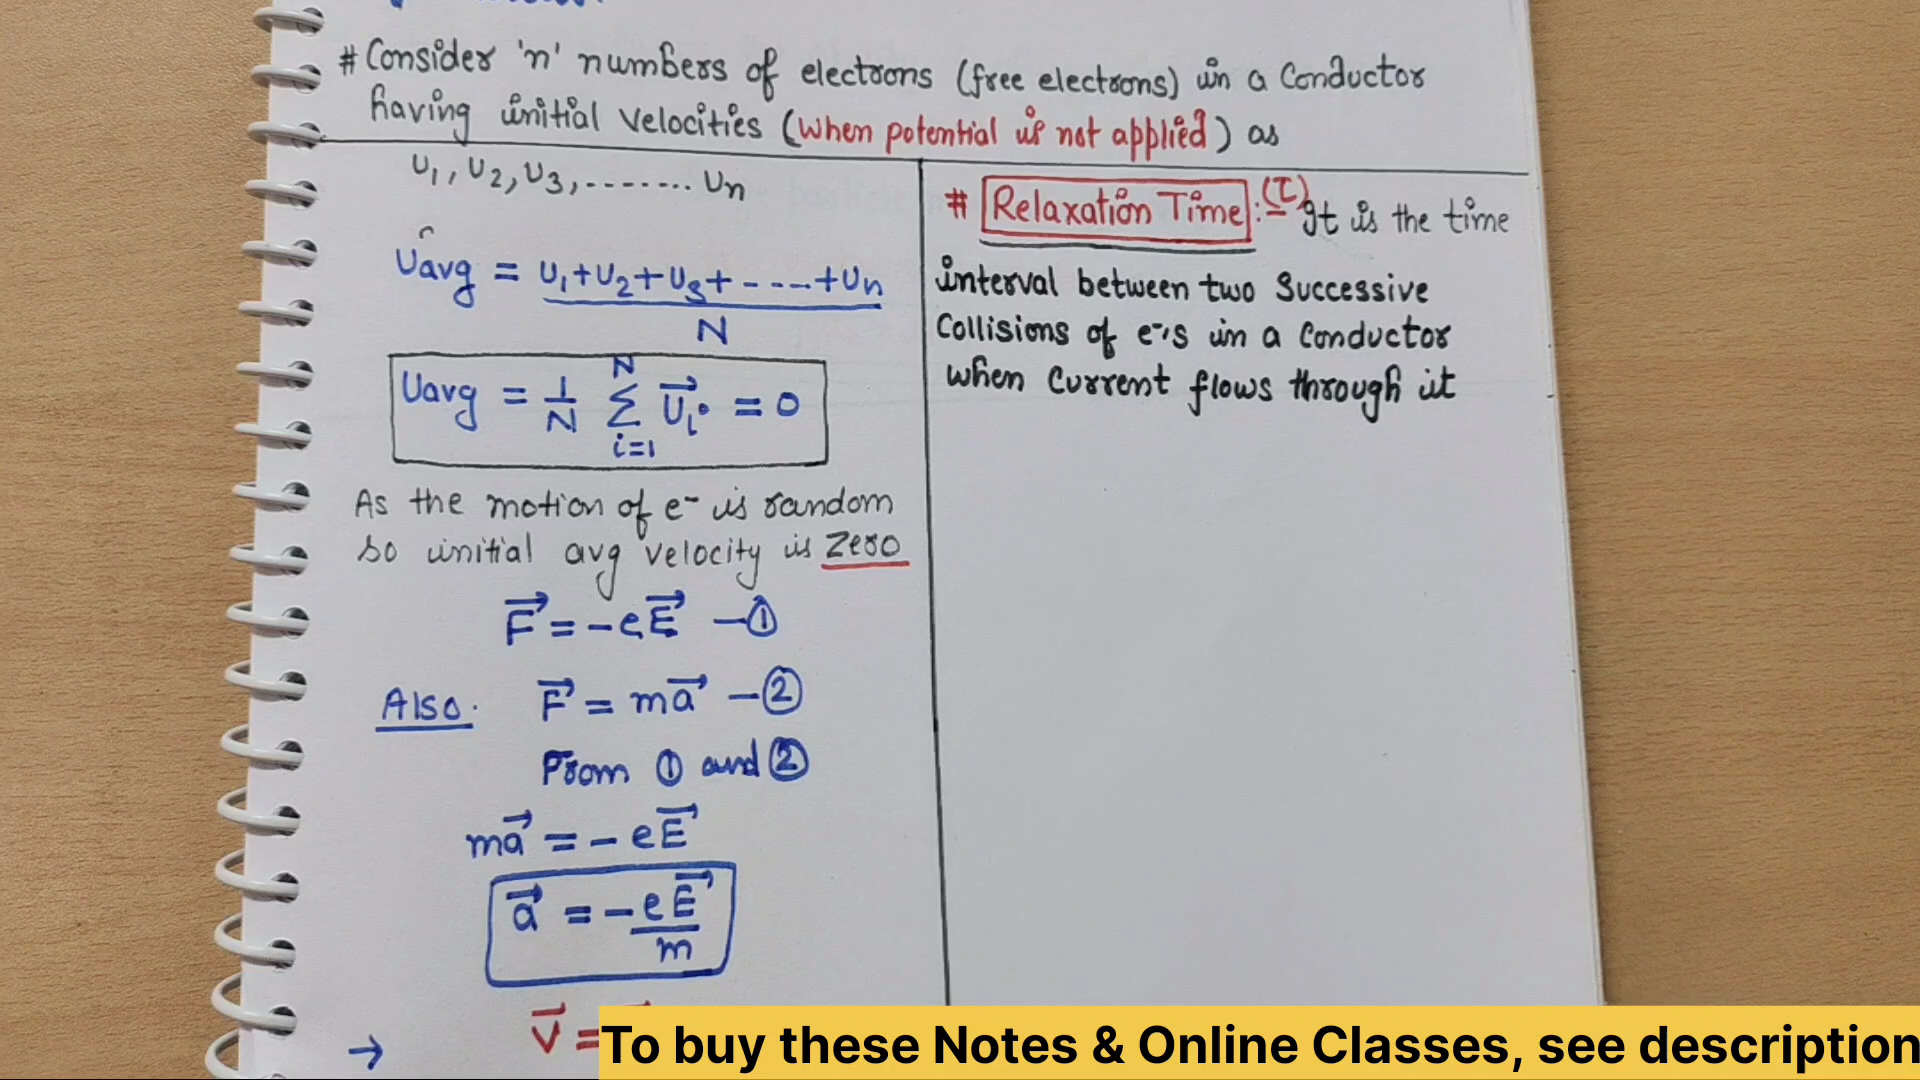 # Consider 'n' numbers of electrons (free electrons) in a Conductor
having initial Velocities (when potential is not applied) as
U1, U2, U3, ------- Un
Uavg = U1+U2+U3+----+Un
N
Uavg = 1/N N∑i=1 U⃗i = 0
As the motion of e- is random
so initial avg velocity is Zero
F⃗ = -eE⃗ -①
Also. F⃗ = ma⃗ -②
From ① and ②
ma⃗ = -eE⃗
a⃗ = -eE⃗/m
→ V⃗ =
# Relaxation Time:- (τ) It is the time
interval between two Successive
Collisions of e-'s in a Conductor
when Current flows through it
To buy these Notes & Online Classes, see description